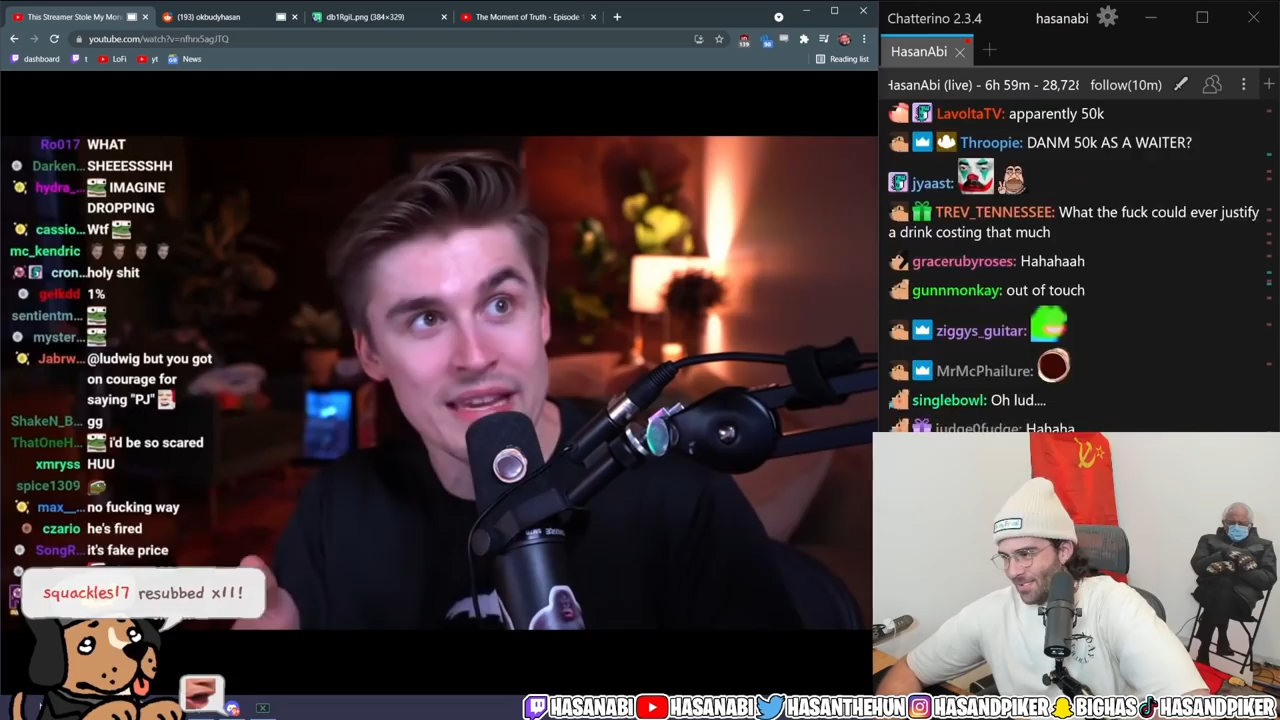 This Streamer Stole My Mon
(193) okbudyhasan
db1RgiL.png (384×329)
The Moment of Truth - Episode
youtube.com/watch?v=nfhrx5agJTQ
dashboard
t
LoFi
yt
News
Reading list
Ro017 WHAT
Darken... SHEEESSSHH
hydra_... IMAGINE
DROPPING
cassio... Wtf
mc_kendric
cron... holy shit
gelkdd 1%
sentientm...
myster...
Jabrw... @ludwig but you got
on courage for
saying "PJ"
ShakeN_B... gg
ThatOneH... i'd be so scared
xmryss HUU
spice1309
max__... no fucking way
czario he's fired
SongR... it's fake price
squackles17 resubbed x11!
Chatterino 2.3.4
hasanabi
HasanAbi
HasanAbi (live) - 6h 59m - 28,728
follow(10m)
LavoltaTV: apparently 50k
Throopie: DANM 50k AS A WAITER?
jyaast:
TREV_TENNESSEE: What the fuck could ever justify
a drink costing that much
gracerubyroses: Hahahaah
gunnmonkay: out of touch
ziggys_guitar:
MrMcPhailure:
singlebowl: Oh lud....
judge0fudge: Hahaha
HASANABI
HASANABI
HASANTHEHUN
HASANDPIKER
BIGHAS
HASANDPIKER